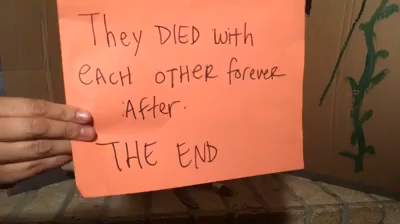 They DIED with
EACH OTHER forever
After.
THE END